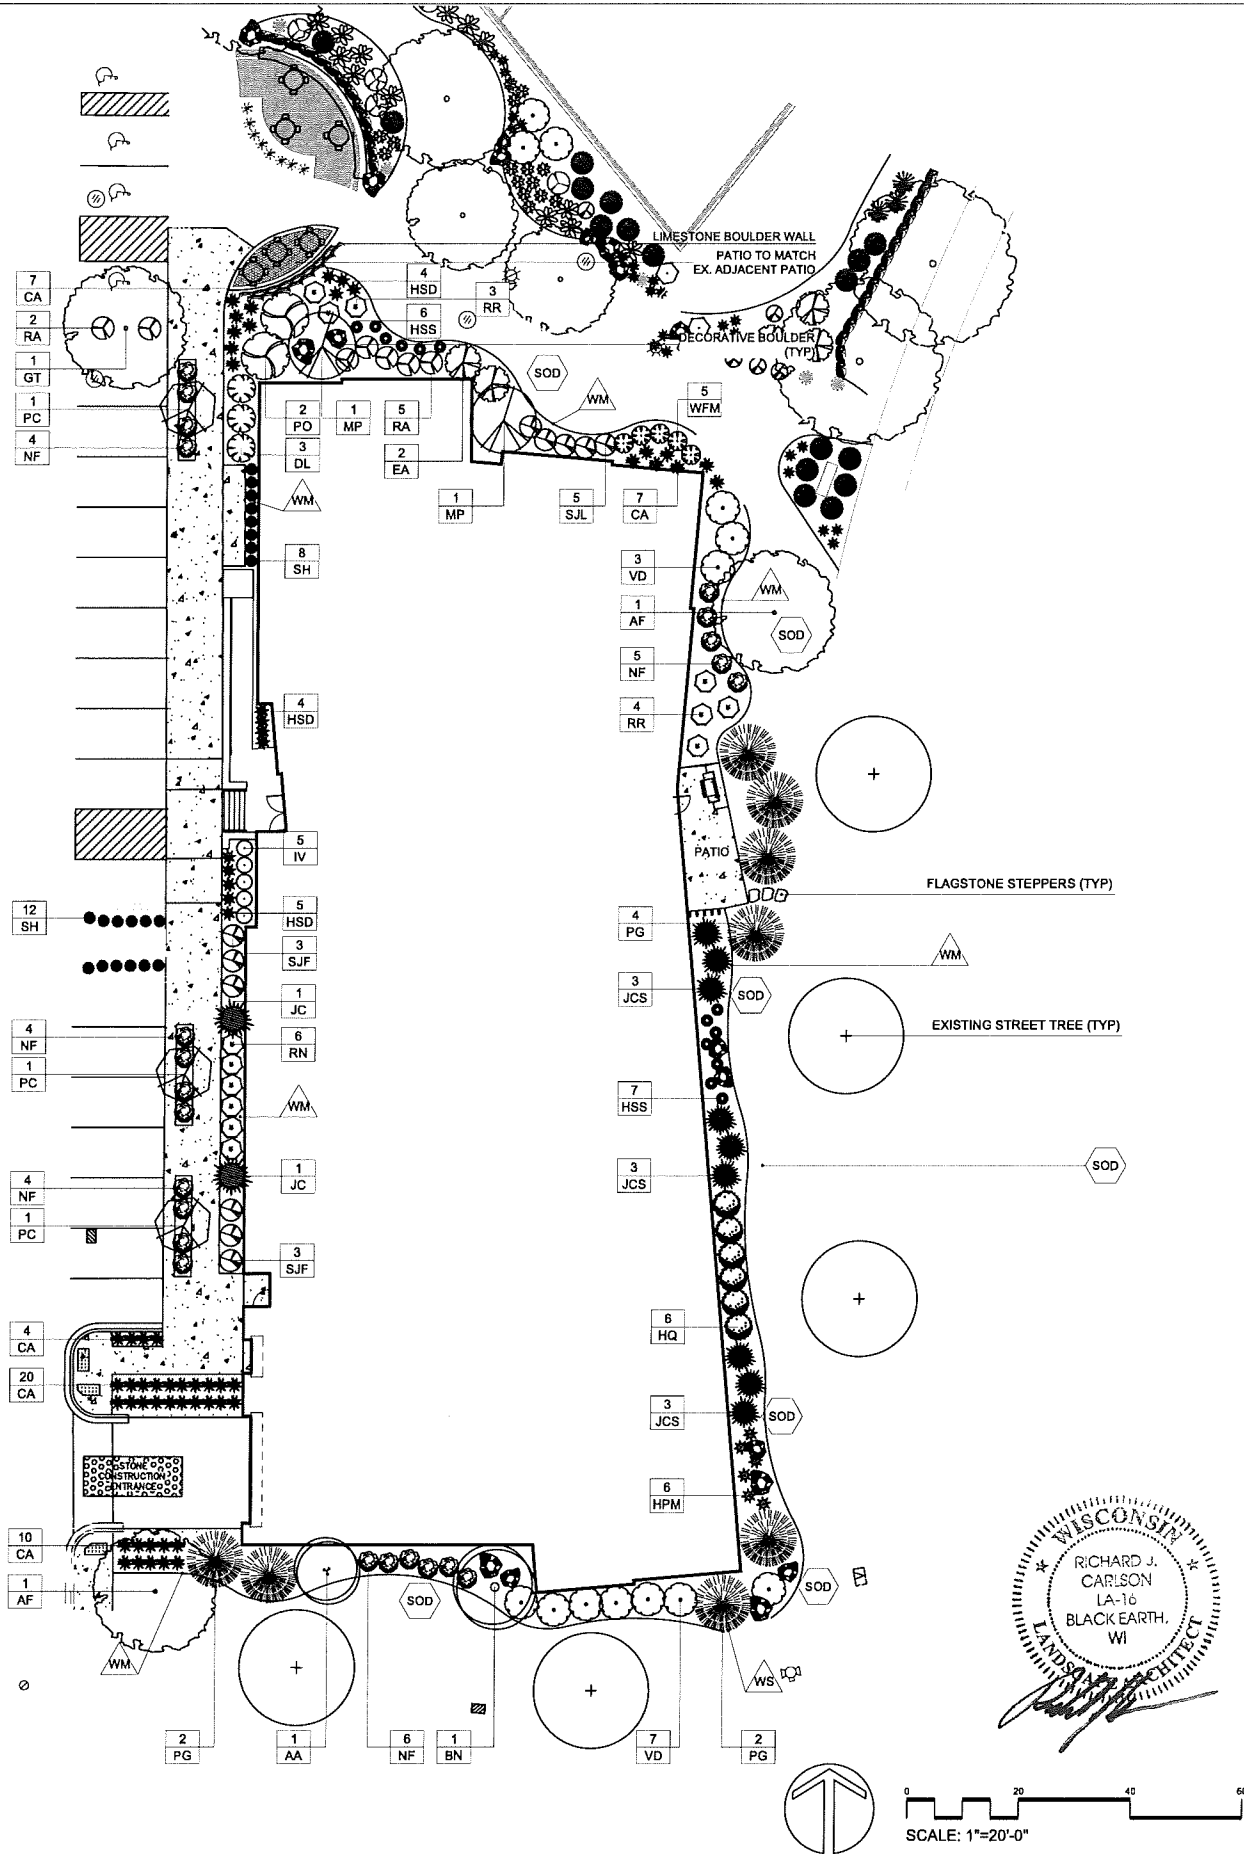 LIMESTONE BOULDER WALL
PATIO TO MATCH
EX. ADJACENT PATIO
7
CA
2
RA
1
GT
1
PC
4
NF
4
HSD
3
RR
6
HSS
DECORATIVE BOULDER
(TYP)
SOD
WM
5
WFM
2
PO
1
MP
5
RA
3
DL
2
EA
WM
1
MP
5
SJL
7
CA
8
SH
3
VD
WM
1
AF
SOD
5
NF
4
RR
4
HSD
PATIO
5
IV
FLAGSTONE STEPPERS (TYP)
12
SH
5
HSD
4
PG
3
SJF
WM
1
JC
3
JCS
SOD
4
NF
6
RN
EXISTING STREET TREE (TYP)
1
PC
WM
7
HSS
4
NF
1
JC
3
JCS
SOD
1
PC
3
SJF
4
CA
6
HQ
20
CA
3
JCS
SOD
STONE
CONSTRUCTION
ENTRANCE
6
HPM
10
CA
1
AF
SOD
SOD
WM
WS
2
PG
1
AA
6
NF
1
BN
7
VD
2
PG
WISCONSIN
RICHARD J.
CARLSON
LA-16
BLACK EARTH,
WI
LANDSCAPE ARCHITECT
0 20 40 60
SCALE: 1"=20'-0"